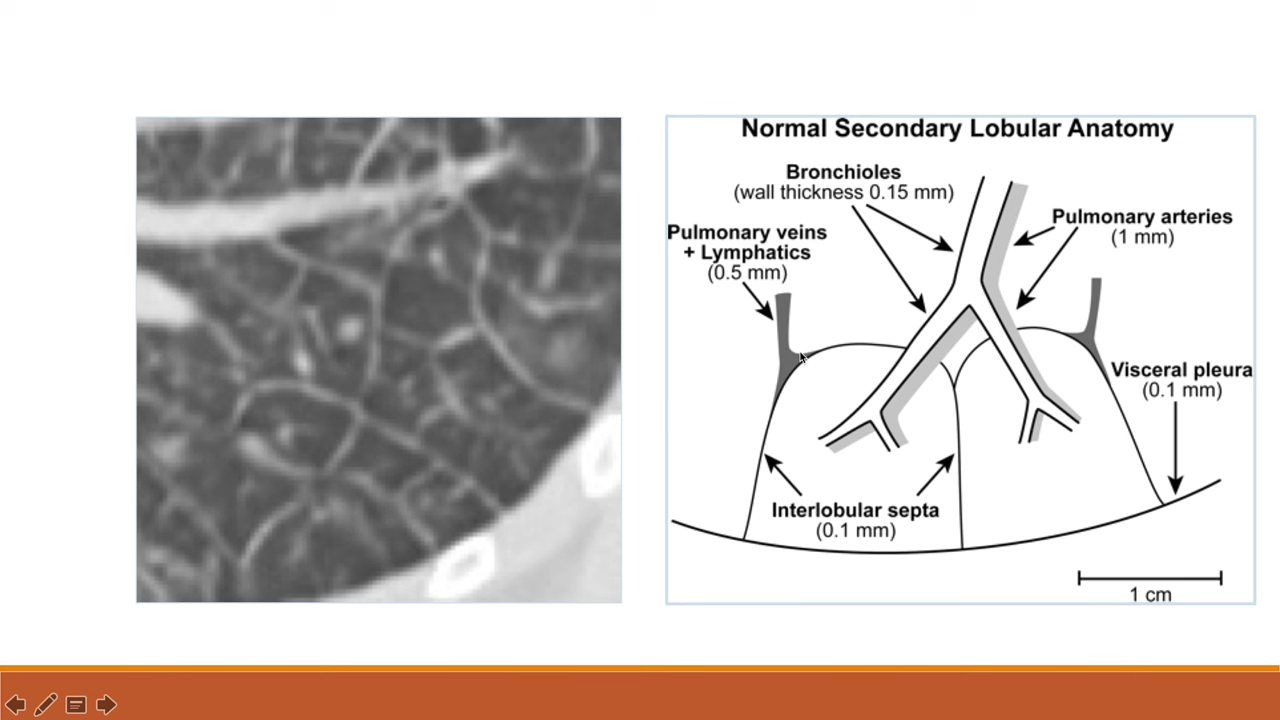 Normal Secondary Lobular Anatomy
Bronchioles
(wall thickness 0.15 mm)
Pulmonary veins
+ Lymphatics
(0.5 mm)
Pulmonary arteries
(1 mm)
Visceral pleura
(0.1 mm)
Interlobular septa
(0.1 mm)
1 cm